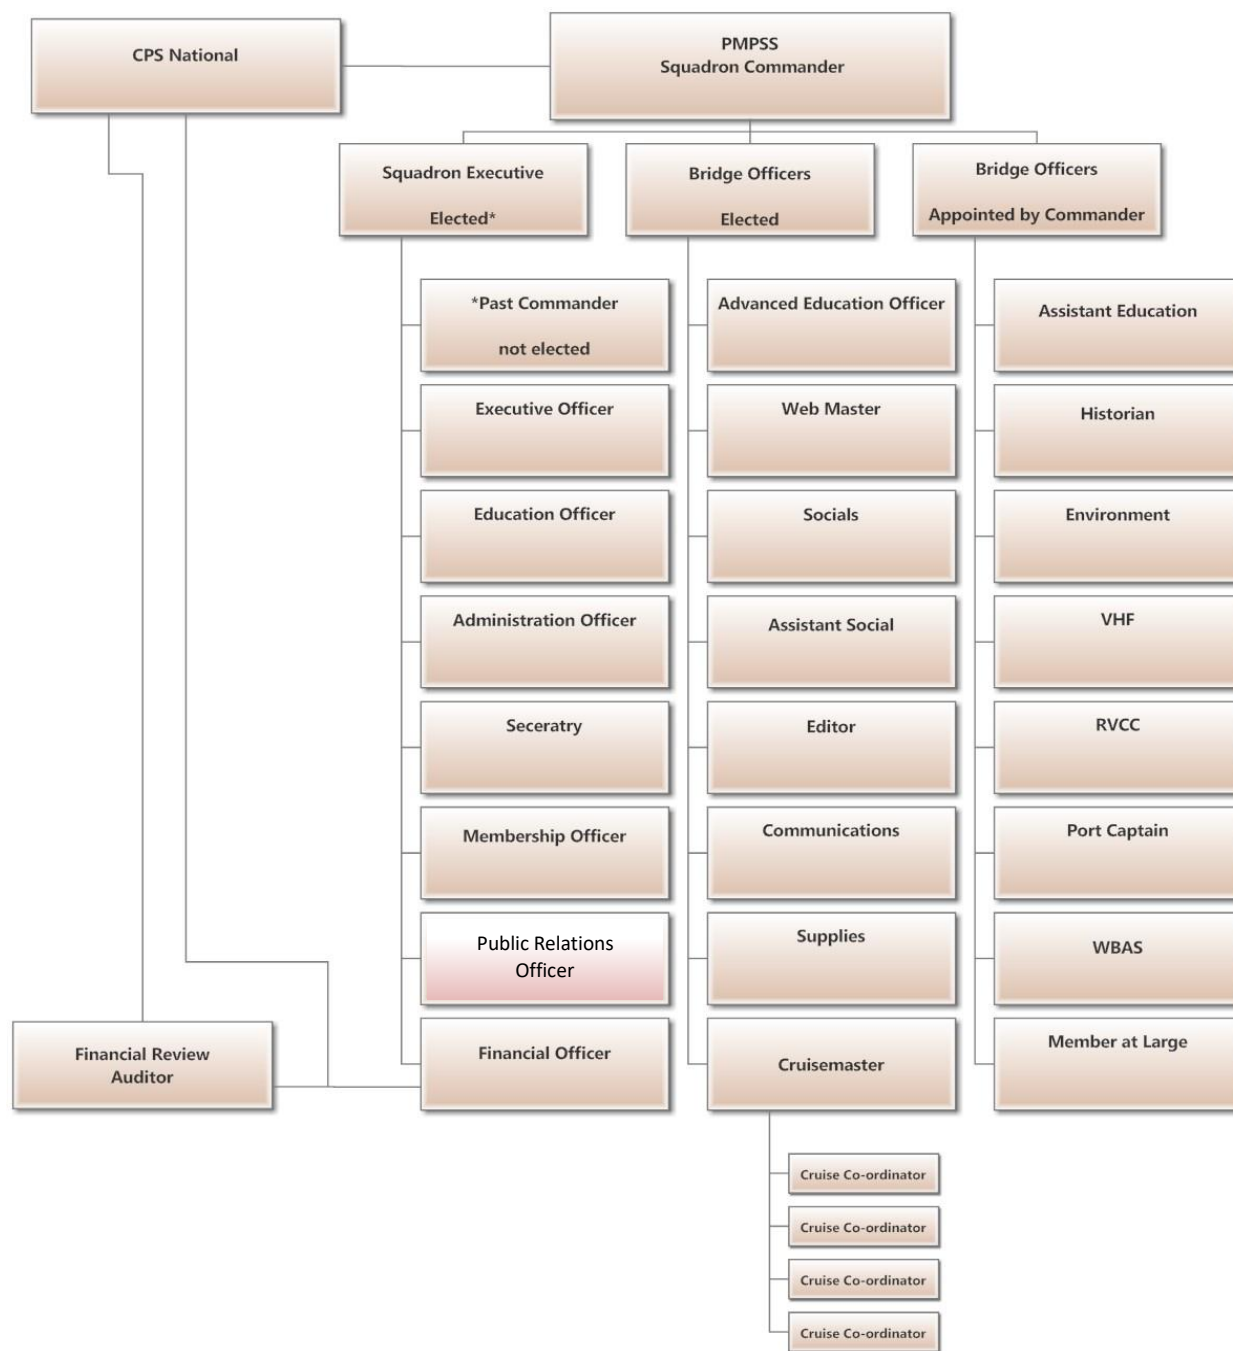 CPS National
PMPSS
Squadron Commander
Squadron Executive
Elected*
Bridge Officers
Elected
Bridge Officers
Appointed by Commander
*Past Commander
not elected
Executive Officer
Education Officer
Administration Officer
Seceratry
Membership Officer
Public Relations
Officer
Financial Officer
Financial Review
Auditor
Advanced Education Officer
Web Master
Socials
Assistant Social
Editor
Communications
Supplies
Cruisemaster
Cruise Co-ordinator
Cruise Co-ordinator
Cruise Co-ordinator
Cruise Co-ordinator
Assistant Education
Historian
Environment
VHF
RVCC
Port Captain
WBAS
Member at Large